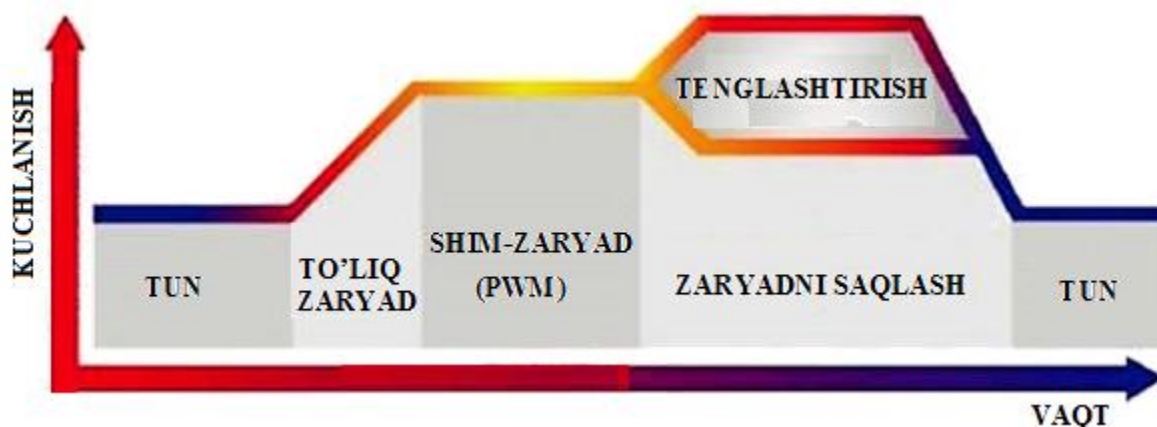 KUCHLANISH
TENGLASHTIRISH
TUN
TO’LIQ
ZARYAD
SHIM-ZARYAD
(PWM)
ZARYADNI SAQLASH
TUN
VAQT